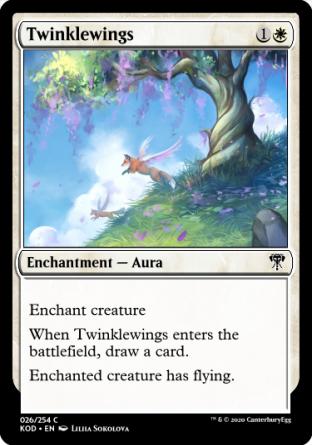 Twinklewings 1
Enchantment — Aura
Enchant creature
When Twinklewings enters the
battlefield, draw a card.
Enchanted creature has flying.
026/254 C
KOD • EN Liliia Sokolova
™ & © 2020 CanterburyEgg